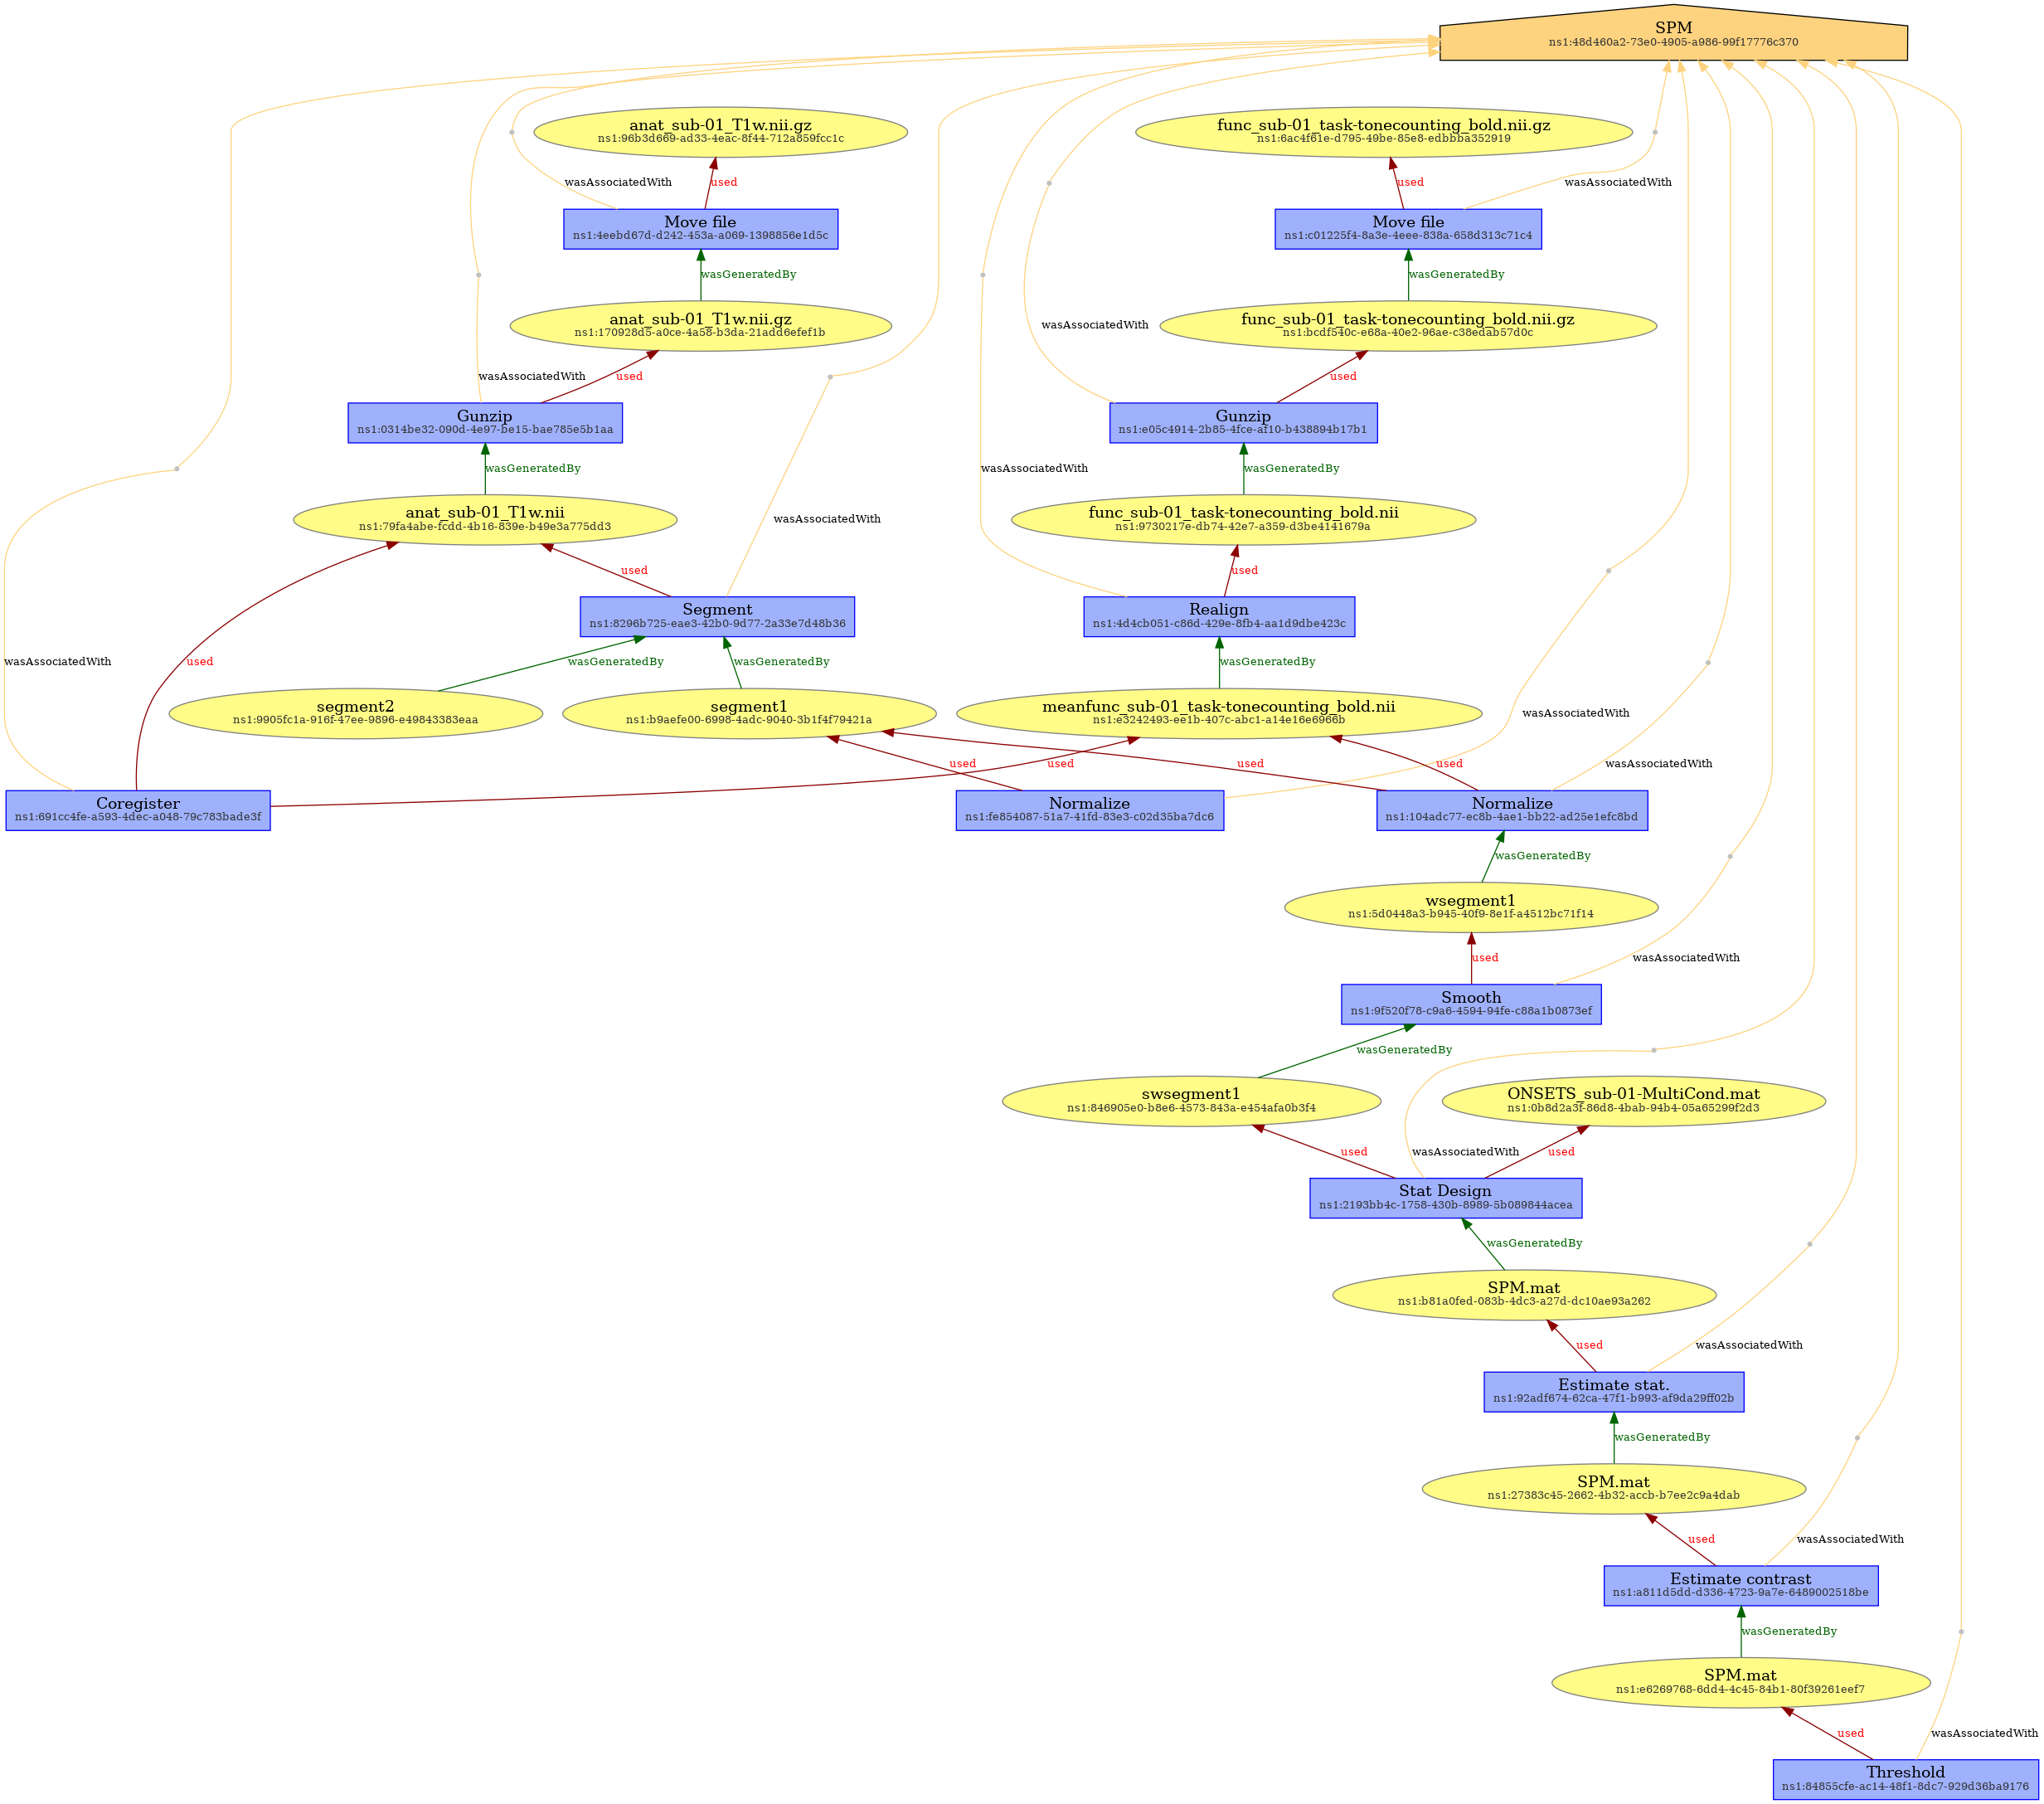 SPM
ns1:48d460a2-73e0-4905-a986-99f17776c370
anat_sub-01_T1w.nii.gz
ns1:96b3d669-ad33-4eac-8f44-712a859fcc1c
func_sub-01_task-tonecounting_bold.nii.gz
ns1:6ac4f61e-d795-49be-85e8-edbbba352919
wasAssociatedWith
used
used
wasAssociatedWith
Move file
ns1:4eebd67d-d242-453a-a069-1398856e1d5c
Move file
ns1:c01225f4-8a3e-4eee-838a-658d313c71c4
wasGeneratedBy
wasGeneratedBy
anat_sub-01_T1w.nii.gz
ns1:170928d5-a0ce-4a58-b3da-21add6efef1b
wasAssociatedWith
func_sub-01_task-tonecounting_bold.nii.gz
ns1:bcdf540c-e68a-40e2-96ae-c38edab57d0c
wasAssociatedWith
used
used
Gunzip
ns1:0314be32-090d-4e97-be15-bae785e5b1aa
Gunzip
ns1:e05c4914-2b85-4fce-af10-b438894b17b1
wasGeneratedBy
wasAssociatedWith
wasGeneratedBy
anat_sub-01_T1w.nii
ns1:79fa4abe-fcdd-4b16-839e-b49e3a775dd3
wasAssociatedWith
func_sub-01_task-tonecounting_bold.nii
ns1:9730217e-db74-42e7-a359-d3be4141679a
used
used
Segment
ns1:8296b725-eae3-42b0-9d77-2a33e7d48b36
Realign
ns1:4d4cb051-c86d-429e-8fb4-aa1d9dbe423c
wasAssociatedWith
used
wasGeneratedBy
wasGeneratedBy
wasGeneratedBy
segment2
ns1:9905fc1a-916f-47ee-9896-e49843383eaa
segment1
ns1:b9aefe00-6998-4adc-9040-3b1f4f79421a
meanfunc_sub-01_task-tonecounting_bold.nii
ns1:e3242493-ee1b-407c-abc1-a14e16e6966b
wasAssociatedWith
used
used
used
used
wasAssociatedWith
Coregister
ns1:691cc4fe-a593-4dec-a048-79c783bade3f
Normalize
ns1:fe854087-51a7-41fd-83e3-c02d35ba7dc6
Normalize
ns1:104adc77-ec8b-4ae1-bb22-ad25e1efc8bd
wasGeneratedBy
wsegment1
ns1:5d0448a3-b945-40f9-8e1f-a4512bc71f14
used
wasAssociatedWith
Smooth
ns1:9f520f78-c9a6-4594-94fe-c88a1b0873ef
wasGeneratedBy
swsegment1
ns1:846905e0-b8e6-4573-843a-e454afa0b3f4
ONSETS_sub-01-MultiCond.mat
ns1:0b8d2a3f-86d8-4bab-94b4-05a65299f2d3
used
wasAssociatedWith
used
Stat Design
ns1:2193bb4c-1758-430b-8989-5b089844acea
wasGeneratedBy
SPM.mat
ns1:b81a0fed-083b-4dc3-a27d-dc10ae93a262
used
wasAssociatedWith
Estimate stat.
ns1:92adf674-62ca-47f1-b993-af9da29ff02b
wasGeneratedBy
SPM.mat
ns1:27383c45-2662-4b32-accb-b7ee2c9a4dab
used
wasAssociatedWith
Estimate contrast
ns1:a811d5dd-d336-4723-9a7e-6489002518be
wasGeneratedBy
SPM.mat
ns1:e6269768-6dd4-4c45-84b1-80f39261eef7
used
wasAssociatedWith
Threshold
ns1:84855cfe-ac14-48f1-8dc7-929d36ba9176